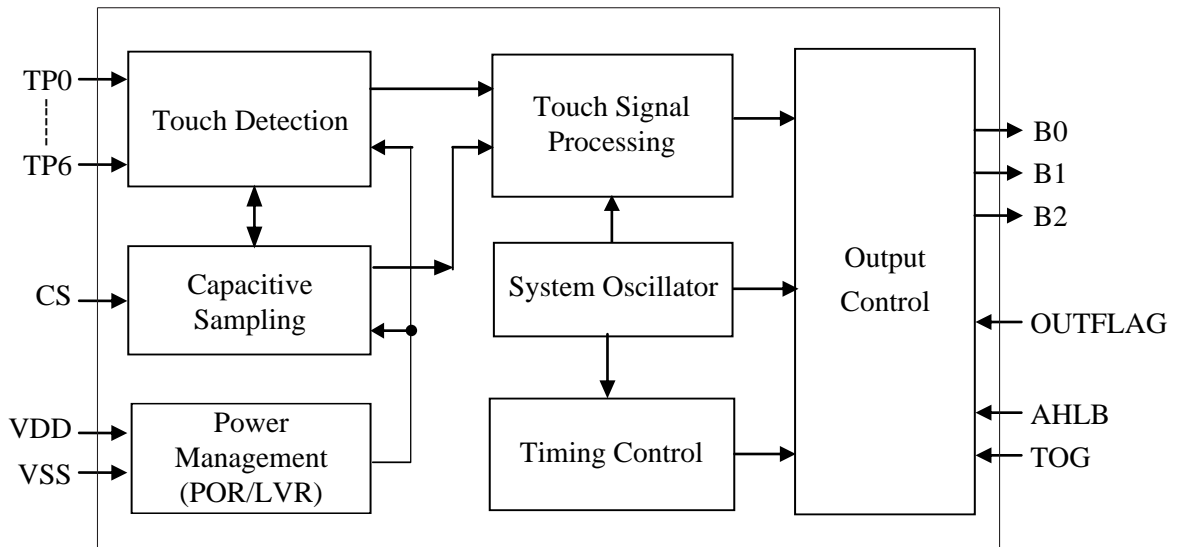 TP0
TP6
CS
VDD
VSS
Touch Detection
Capacitive
Sampling
Power
Management
(POR/LVR)
Touch Signal
Processing
System Oscillator
Timing Control
Output
Control
B0
B1
B2
OUTFLAG
AHLB
TOG